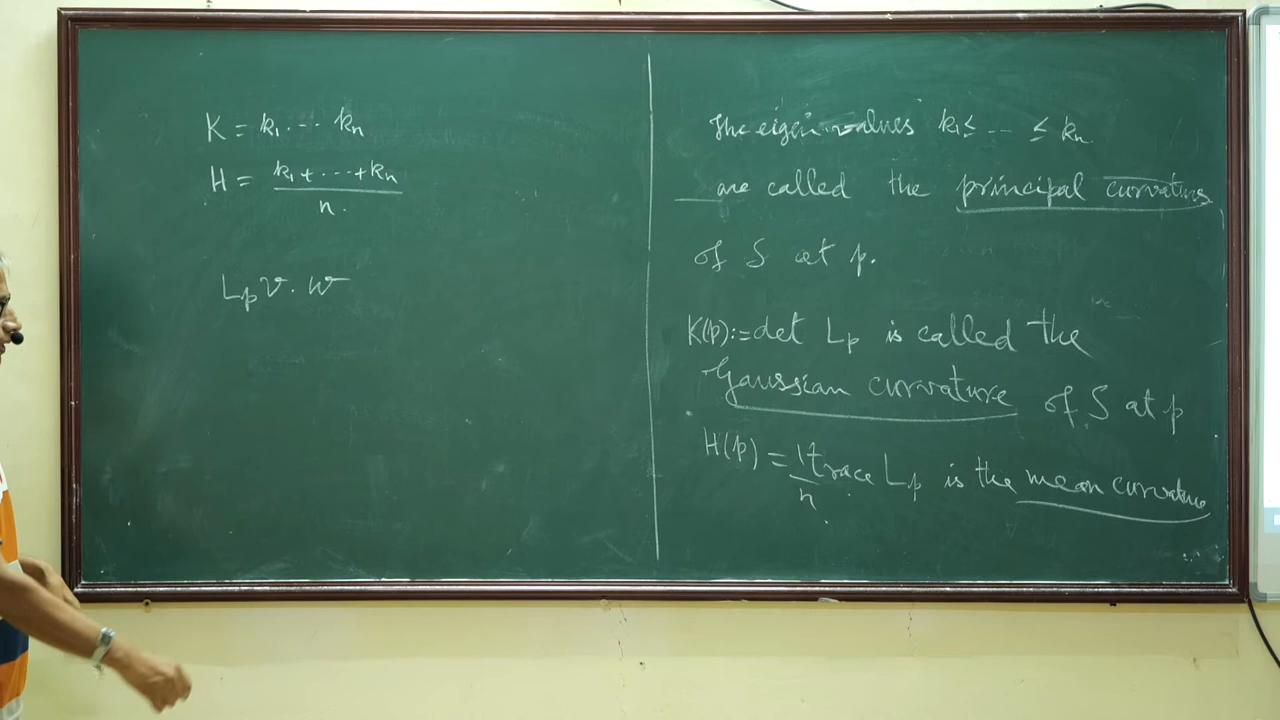 K = k₁ ⋯ kₙ
H = (k₁ + ⋯ + kₙ)/n.
Lₚv · w
The eigenvalues k₁ ≤ ⋯ ≤ kₙ
are called the principal curvatures
of S at p.
K(p) := det Lₚ is called the
Gaussian curvature of S at p
H(p) = 1/n trace Lₚ is the mean curvature